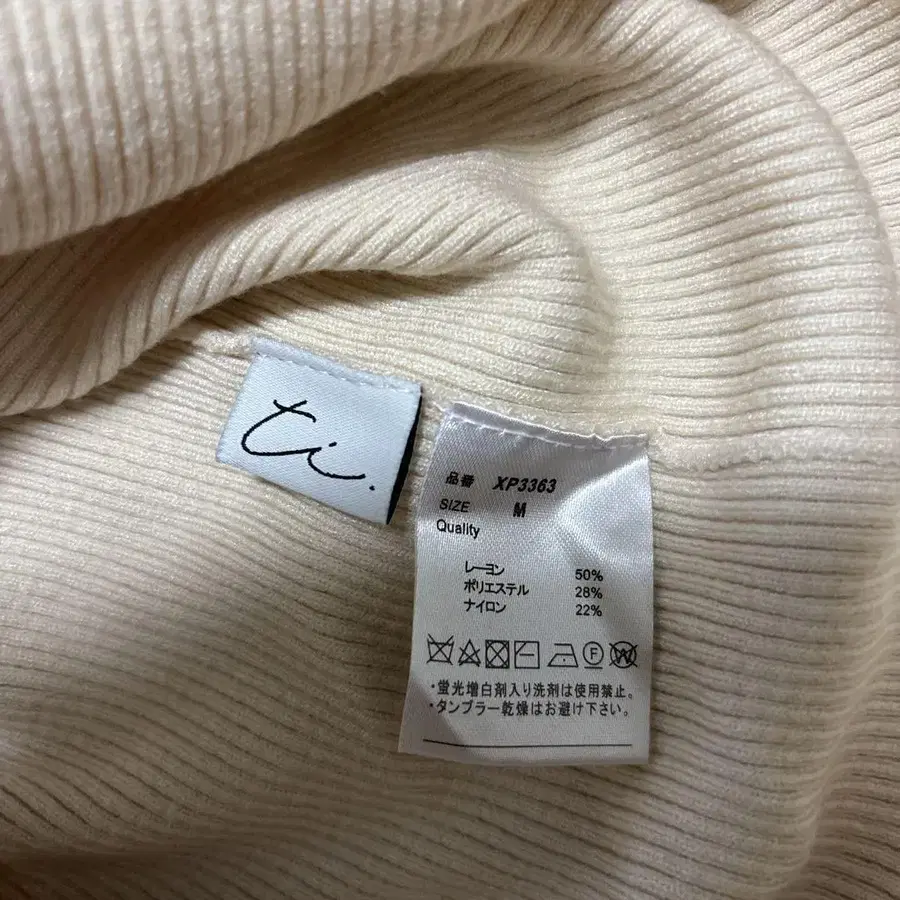 ti.
品番 XP3363
SIZE M
Quality
レーヨン 50%
ポリエステル 28%
ナイロン 22%
F W
・蛍光増白剤入り洗剤は使用禁止。
・タンブラー乾燥はお避け下さい。